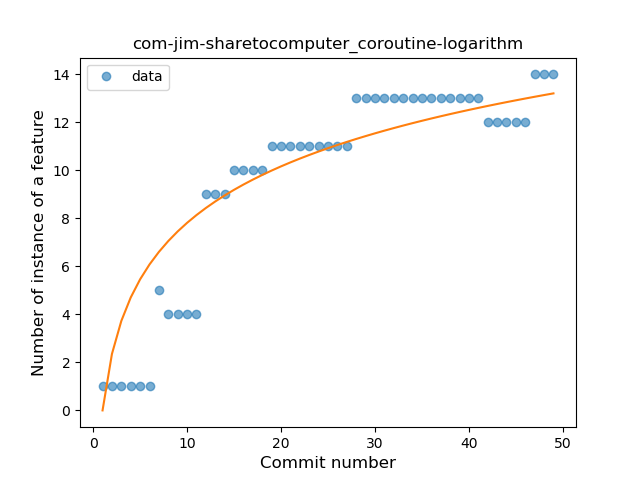 com-jim-sharetocomputer_coroutine-logarithm
data
14
12
10
8
6
4
2
0
Number of instance of a feature
0 10 20 30 40 50
Commit number